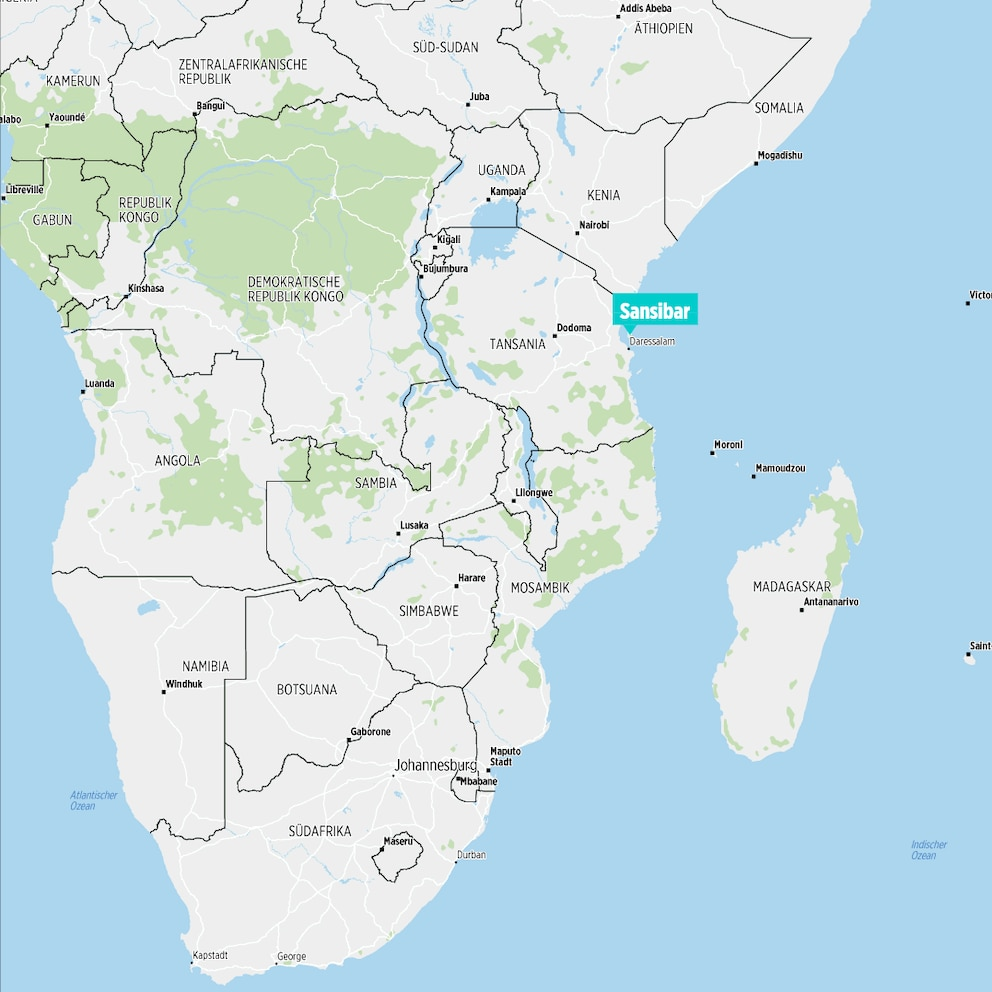 Addis Abeba
ÄTHIOPIEN
SÜD-SUDAN
ZENTRALAFRIKANISCHE
REPUBLIK
KAMERUN
Juba
Bangui
SOMALIA
alabo
Yaoundé
Mogadishu
UGANDA
Libreville
Kampala
KENIA
REPUBLIK
KONGO
GABUN
Nairobi
Kigali
Bujumbura
DEMOKRATISCHE
REPUBLIK KONGO
Kinshasa
Victor
Sansibar
Dodoma
TANSANIA
Daressalam
Luanda
Moroni
ANGOLA
Mamoudzou
SAMBIA
Lilongwe
Lusaka
Harare
MOSAMBIK
MADAGASKAR
SIMBABWE
Antananarivo
Saint-
NAMIBIA
Windhuk
BOTSUANA
Gaborone
Maputo
Stadt
Johannesburg
Mbabane
Atlantischer
Ozean
SÜDAFRIKA
Maseru
Indischer
Ozean
Durban
Kapstadt
George